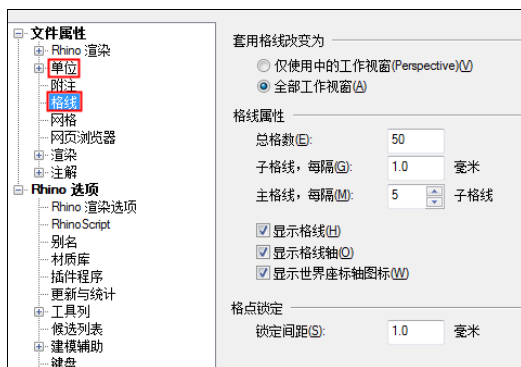 文件属性
Rhino 渲染
单位
附注
格线
网格
网页浏览器
渲染
注解
Rhino 选项
Rhino 渲染选项
RhinoScript
别名
材质库
插件程序
更新与统计
工具列
候选列表
建模辅助
键盘
套用格线改变为
仅使用中的工作视窗(Perspective)(V)
全部工作视窗(A)
格线属性
总格数(E): 50
子格线，每隔(G): 1.0 毫米
主格线，每隔(M): 5 子格线
显示格线(H)
显示格线轴(O)
显示世界座标轴图标(W)
格点锁定
锁定间距(S): 1.0 毫米